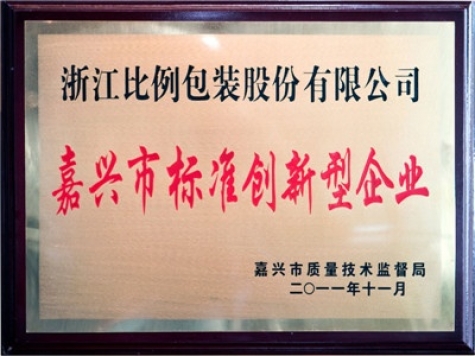 浙江比例包装股份有限公司
嘉兴市标准创新型企业
嘉兴市质量技术监督局
二〇一一年十一月